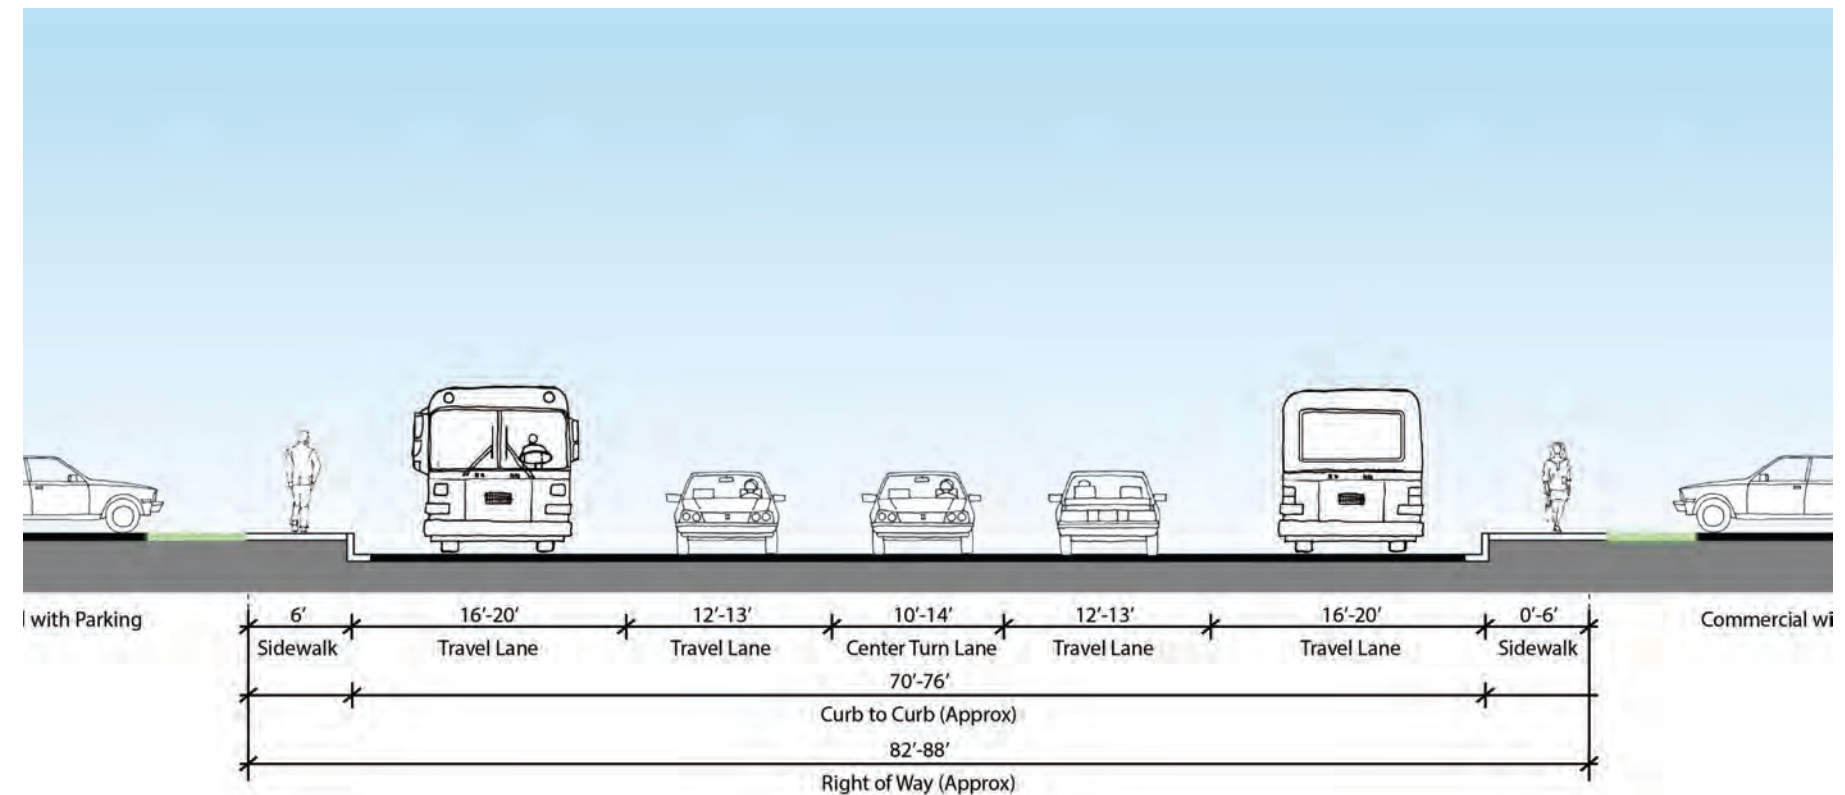 with Parking
6'
16'-20'
12'-13'
10'-14'
12'-13'
16'-20'
0'-6'
Commercial
Sidewalk
Travel Lane
Travel Lane
Center Turn Lane
Travel Lane
Travel Lane
Sidewalk
70'-76'
Curb to Curb (Approx)
82'-88'
Right of Way (Approx)